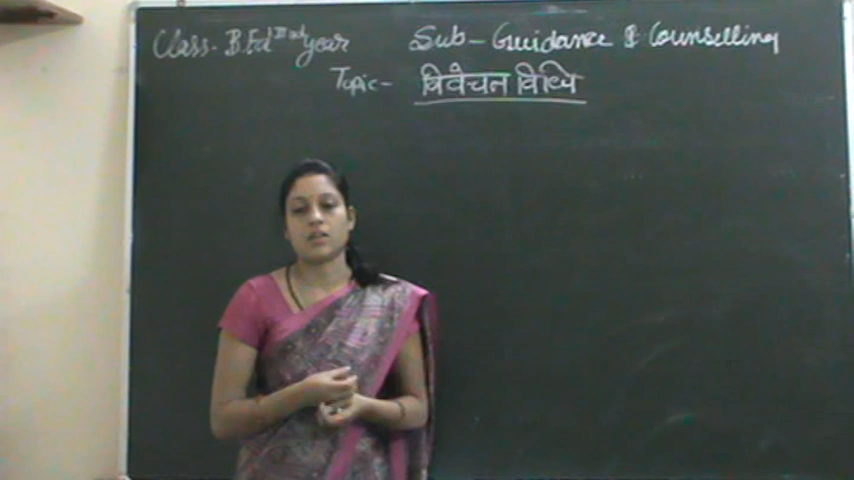 Class- B.Ed IInd year Sub- Guidance & Counselling
Topic- विवेचन विधि